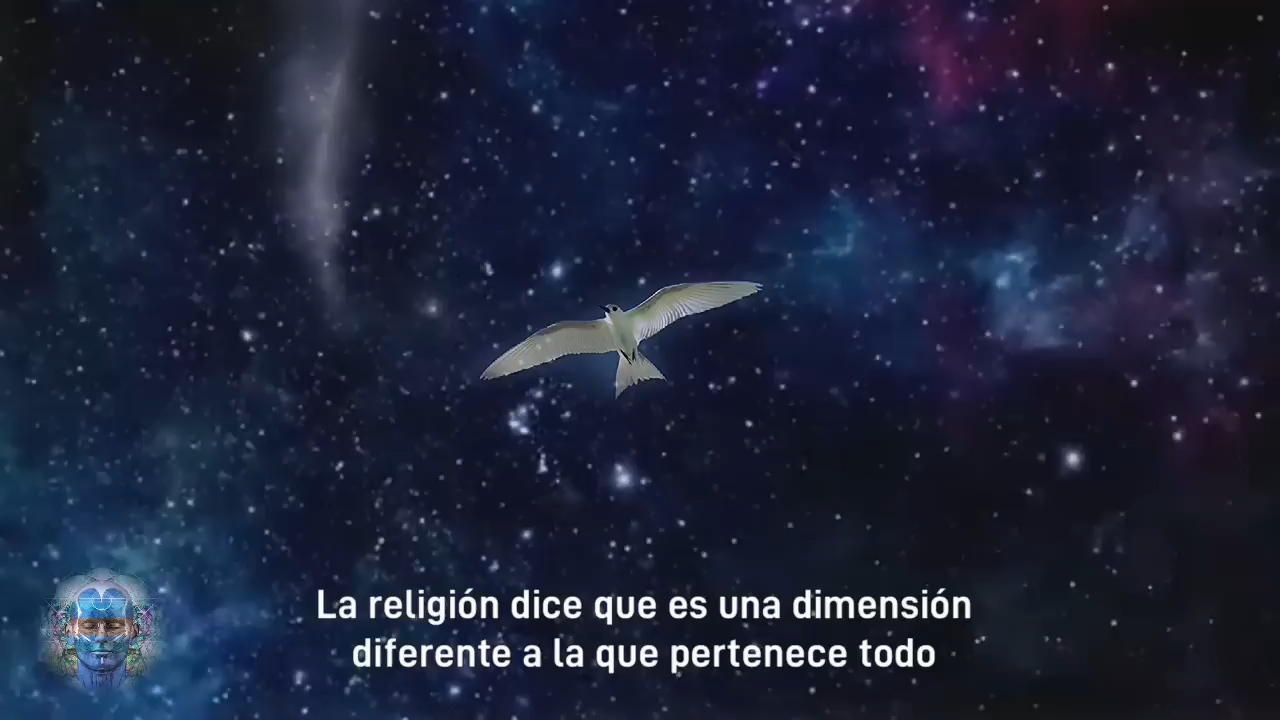 La religión dice que es una dimensión
diferente a la que pertenece todo